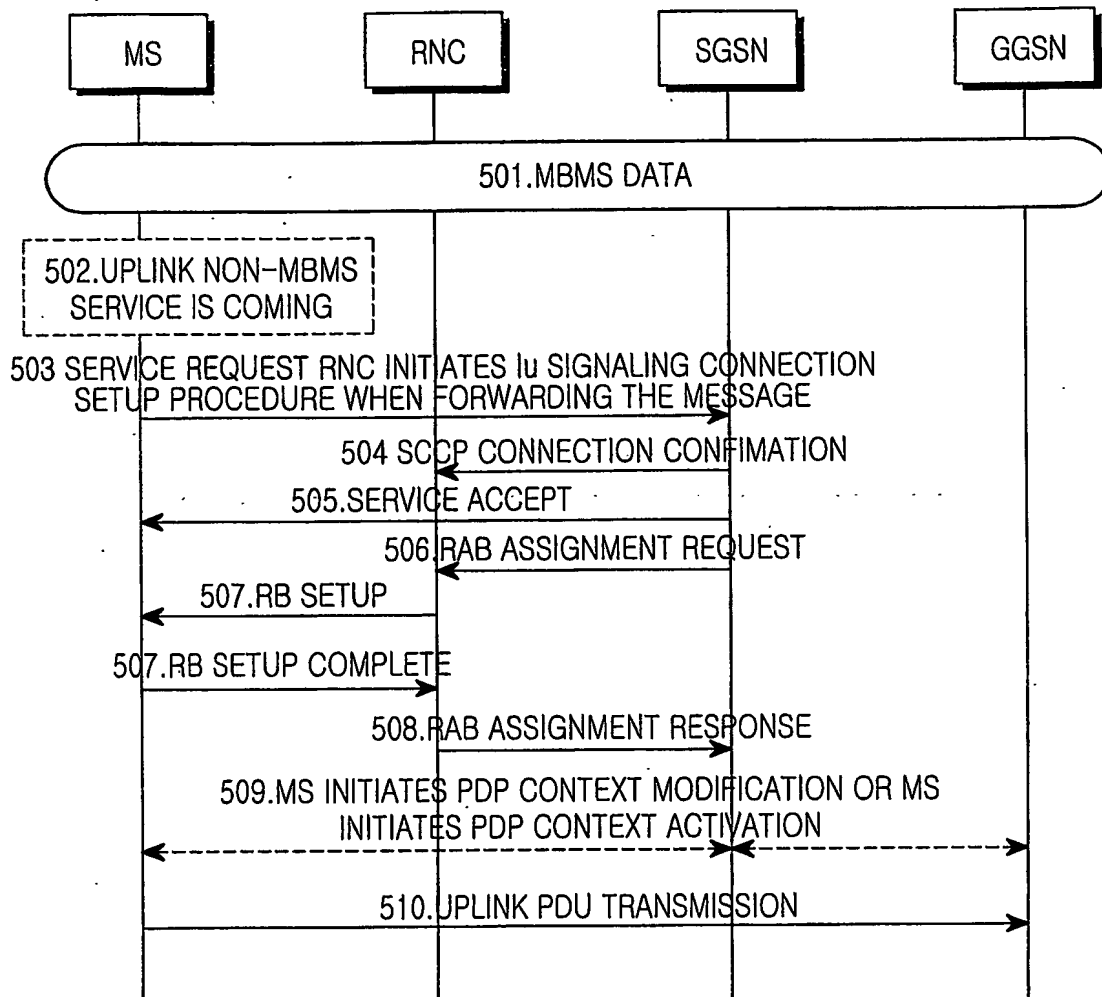 MS RNC SGSN GGSN
501.MBMS DATA
502.UPLINK NON-MBMS
SERVICE IS COMING
503 SERVICE REQUEST RNC INITIATES Iu SIGNALING CONNECTION
SETUP PROCEDURE WHEN FORWARDING THE MESSAGE
504 SCCP CONNECTION CONFIMATION
505.SERVICE ACCEPT
506.RAB ASSIGNMENT REQUEST
507.RB SETUP
507.RB SETUP COMPLETE
508.RAB ASSIGNMENT RESPONSE
509.MS INITIATES PDP CONTEXT MODIFICATION OR MS
INITIATES PDP CONTEXT ACTIVATION
510.UPLINK PDU TRANSMISSION